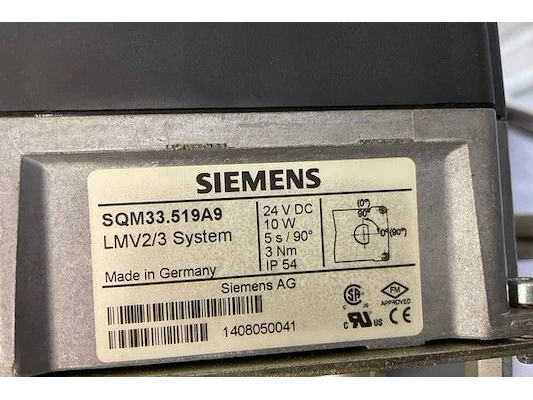 SIEMENS
SQM33.519A9
LMV2/3 System
Made in Germany
24 V DC
10 W
5 s / 90°
3 Nm
IP 54
(0°)
90°
0° (90°)
Siemens AG
1408050041
FM
APPROVED
C US
CE